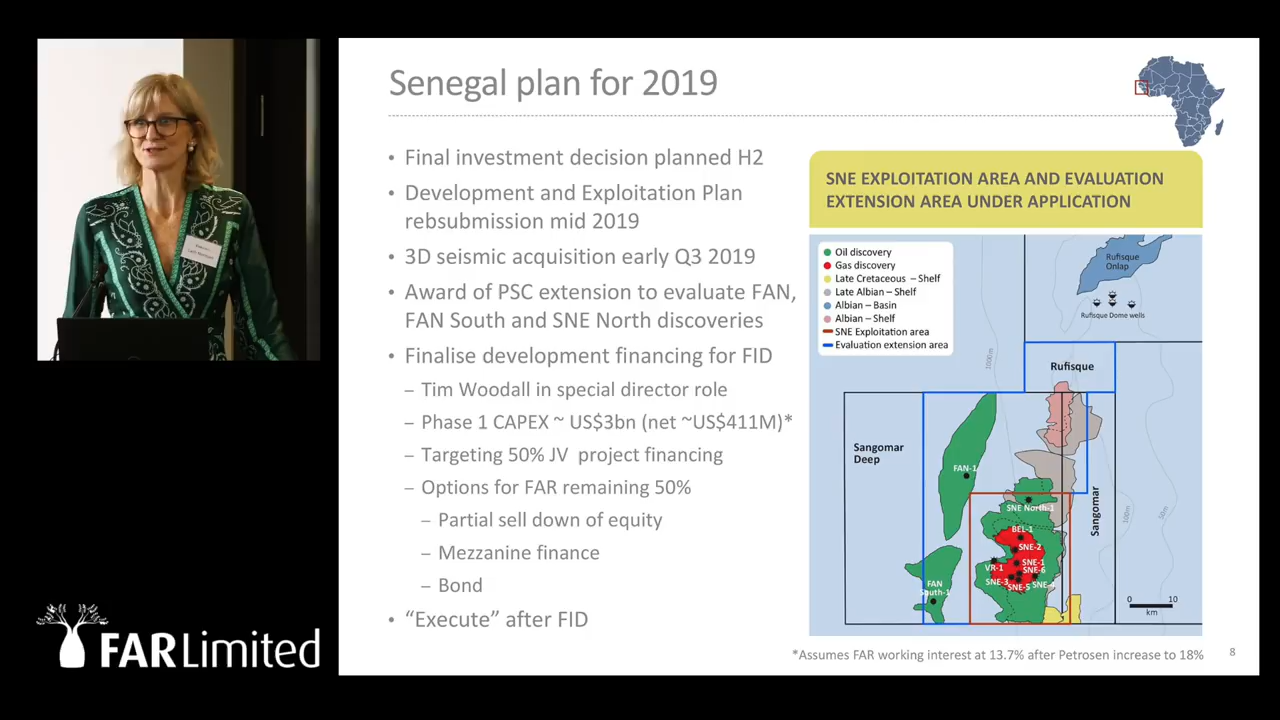 Senegal plan for 2019
• Final investment decision planned H2
• Development and Exploitation Plan
rebsubmission mid 2019
• 3D seismic acquisition early Q3 2019
• Award of PSC extension to evaluate FAN,
FAN South and SNE North discoveries
• Finalise development financing for FID
– Tim Woodall in special director role
– Phase 1 CAPEX ~ US$3bn (net ~US$411M)*
– Targeting 50% JV project financing
– Options for FAR remaining 50%
– Partial sell down of equity
– Mezzanine finance
– Bond
• “Execute” after FID
SNE EXPLOITATION AREA AND EVALUATION
EXTENSION AREA UNDER APPLICATION
Oil discovery
Gas discovery
Late Cretaceous – Shelf
Late Albian – Shelf
Albian – Basin
Albian – Shelf
SNE Exploitation area
Evaluation extension area
Rufisque
Onlap
Rufisque Dome wells
1000m
Rufisque
Sangomar
Deep
FAN-1
SNE North-1
Sangomar
100m
50m
BEL-1
SNE-2
SNE-1
VR-1
SNE-6
SNE-3
SNE-5
SNE-4
FAN
South-1
0 10
km
*Assumes FAR working interest at 13.7% after Petrosen increase to 18%
8
FAR Limited